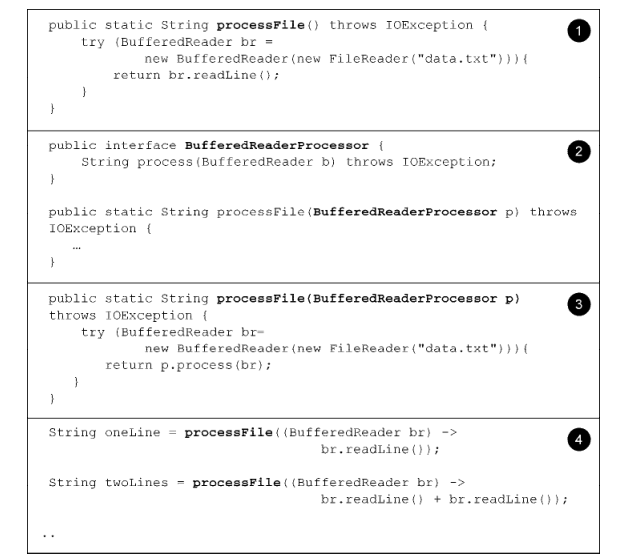 public static String processFile() throws IOException {
1
    try (BufferedReader br =
            new BufferedReader(new FileReader("data.txt"))){
        return br.readLine();
    }
}
public interface BufferedReaderProcessor {
2
    String process(BufferedReader b) throws IOException;
}
public static String processFile(BufferedReaderProcessor p) throws
IOException {
   …
}
public static String processFile(BufferedReaderProcessor p)
3
throws IOException {
    try (BufferedReader br=
            new BufferedReader(new FileReader("data.txt"))){
       return p.process(br);
   }
}
String oneLine = processFile((BufferedReader br) ->
4
                             br.readLine());
String twoLines = processFile((BufferedReader br) ->
                             br.readLine() + br.readLine());
..